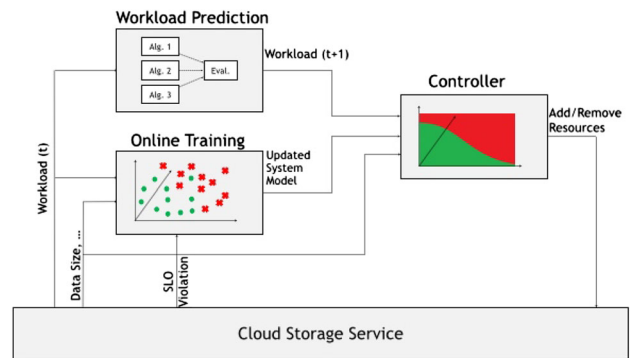 Workload Prediction
Alg. 1
Alg. 2
Alg. 3
Eval.
Workload (t+1)
Controller
Add/Remove
Resources
Online Training
Updated
System
Model
Workload (t)
Data Size, ...
SLO
Violation
Cloud Storage Service